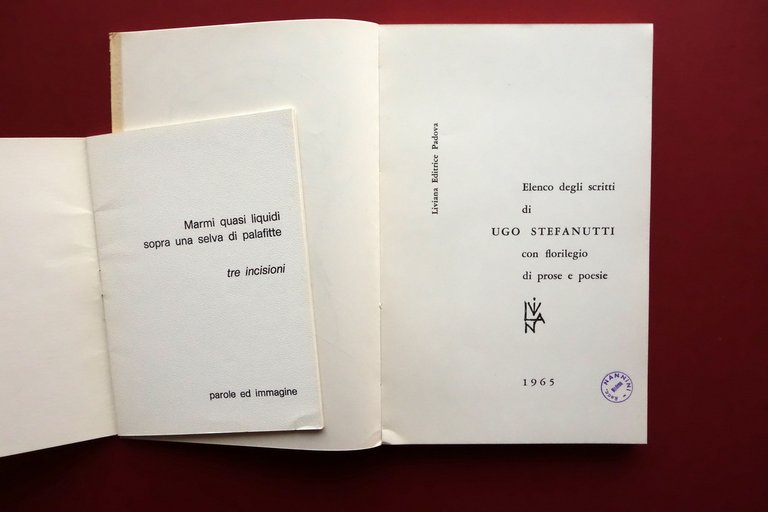 Marmi quasi liquidi
sopra una selva di palafitte
tre incisioni
parole ed immagine
Liviana Editrice Padova
Elenco degli scritti
di
UGO STEFANUTTI
con florilegio
di prose e poesie
1965
NANNINI